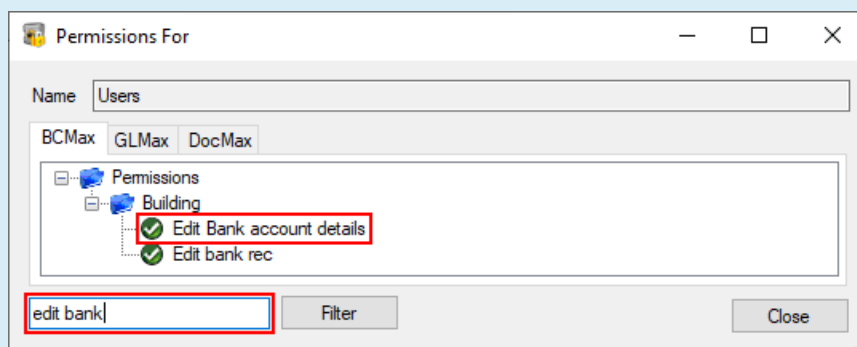 Permissions For
Name Users
BCMax GLMax DocMax
Permissions
Building
Edit Bank account details
Edit bank rec
edit bank Filter Close